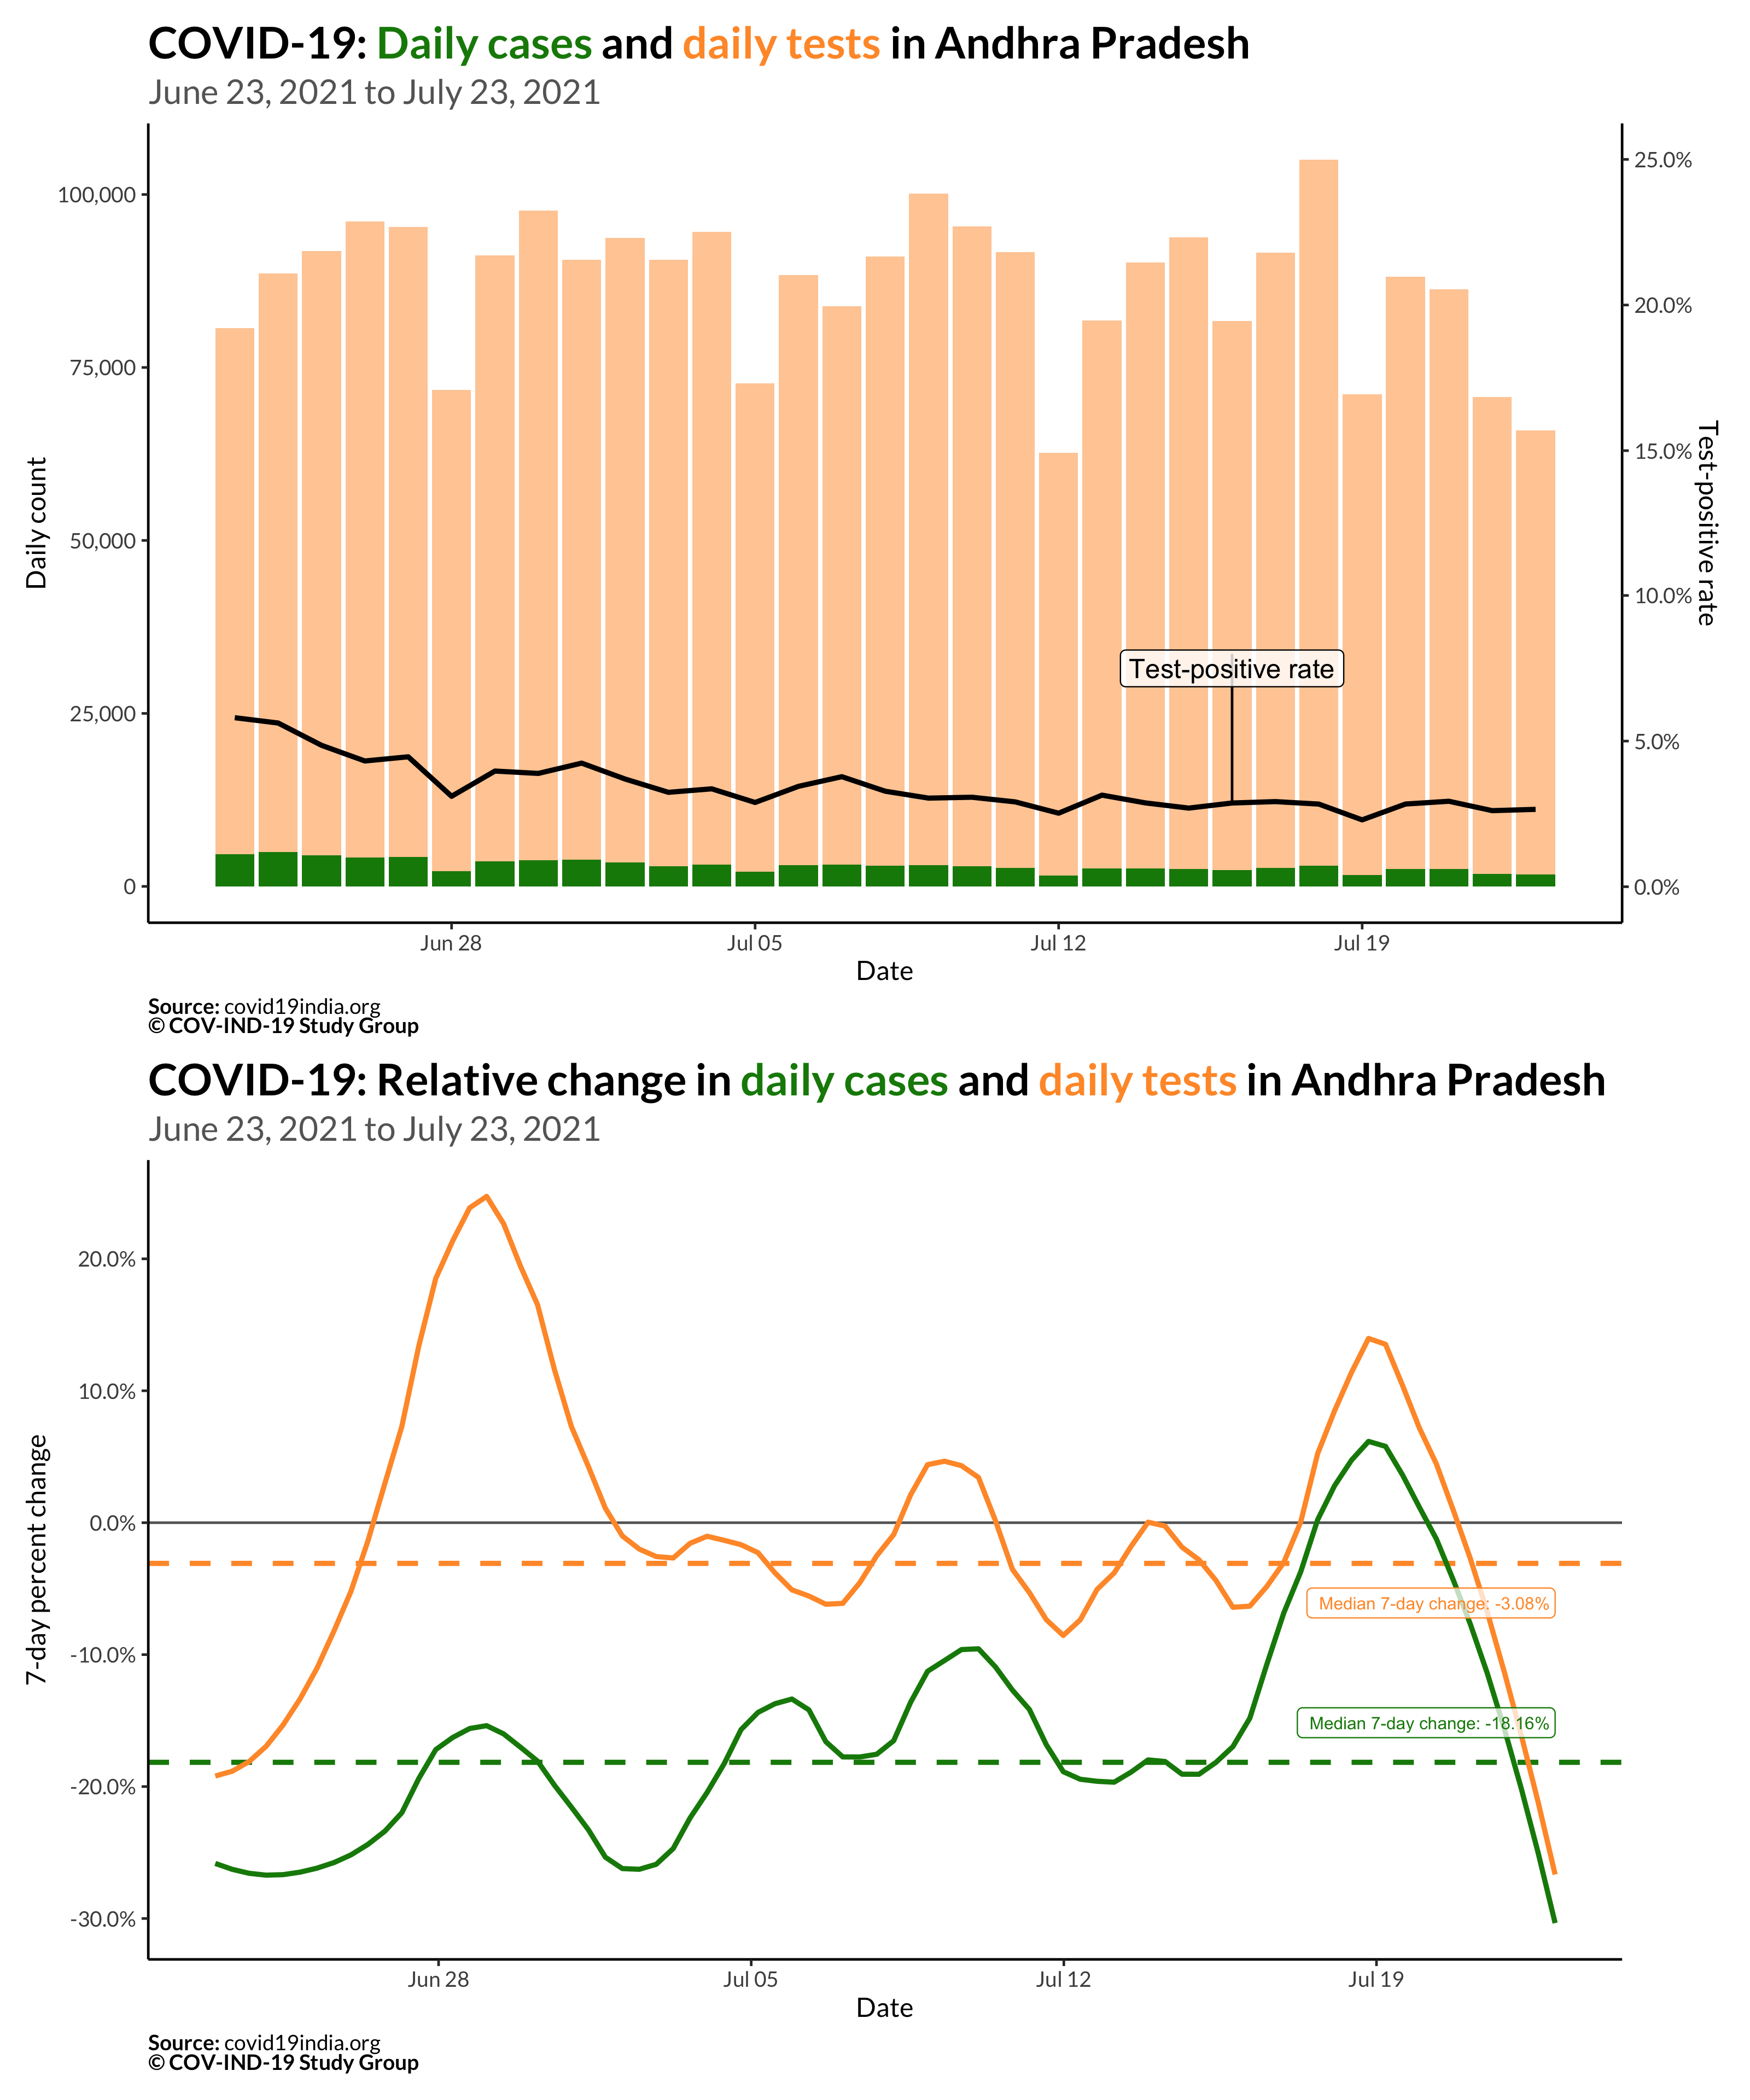 COVID-19: Daily cases and daily tests in Andhra Pradesh
June 23, 2021 to July 23, 2021
100,000
75,000
50,000
25,000
0
Daily count
25.0%
20.0%
15.0%
10.0%
5.0%
0.0%
Test-positive rate
Test-positive rate
Jun 28
Jul 05
Jul 12
Jul 19
Date
Source: covid19india.org
© COV-IND-19 Study Group
COVID-19: Relative change in daily cases and daily tests in Andhra Pradesh
June 23, 2021 to July 23, 2021
20.0%
10.0%
0.0%
-10.0%
-20.0%
-30.0%
7-day percent change
Median 7-day change: -3.08%
Median 7-day change: -18.16%
Jun 28
Jul 05
Jul 12
Jul 19
Date
Source: covid19india.org
© COV-IND-19 Study Group